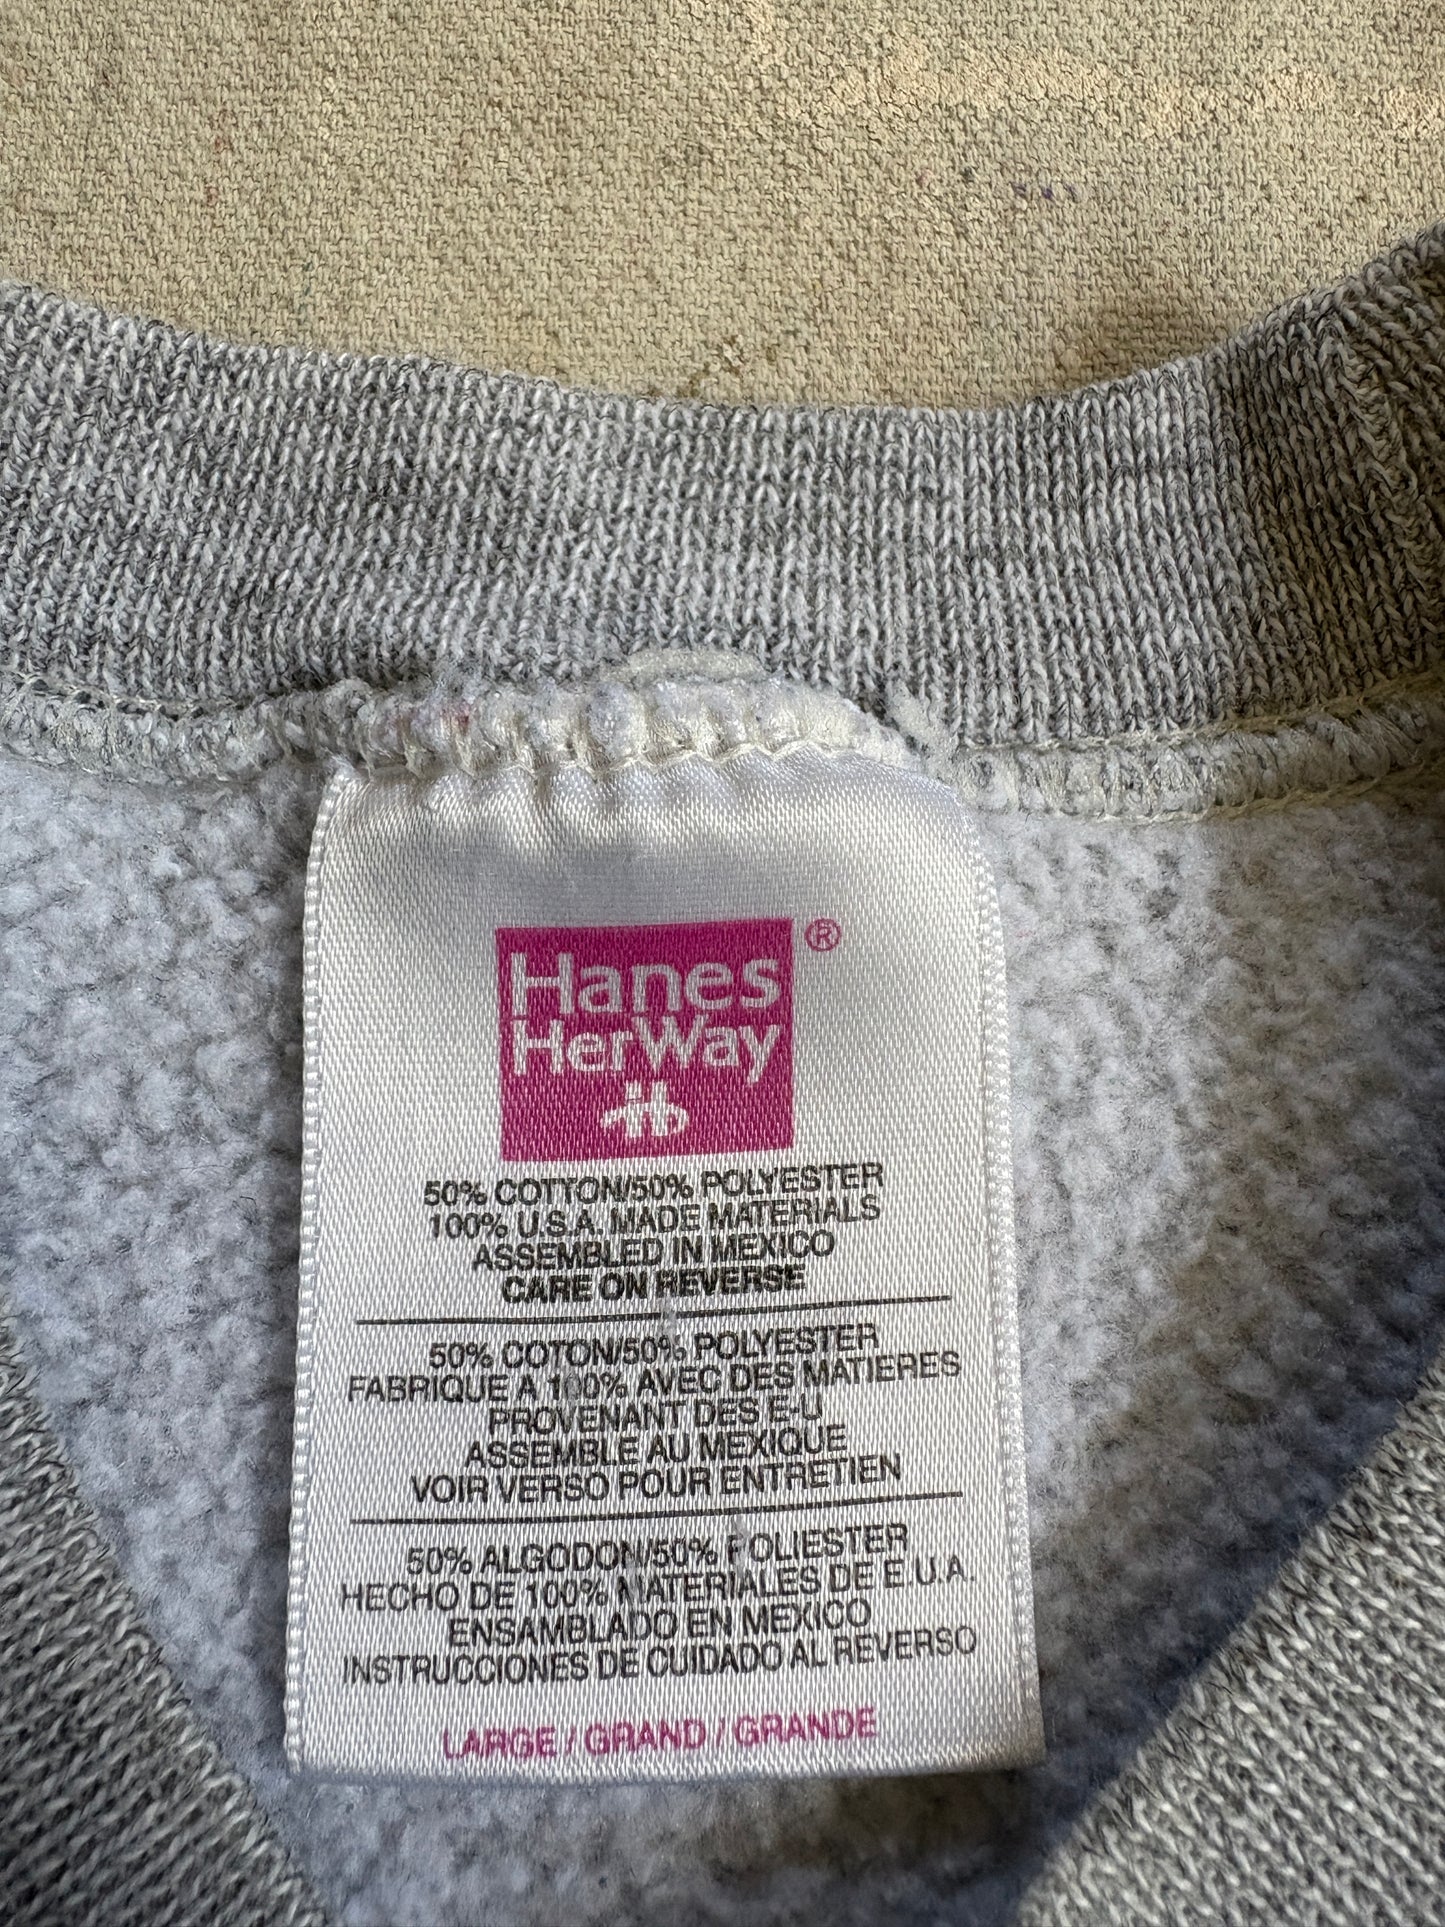 Hanes ®
HerWay
50% COTTON/50% POLYESTER
100% U.S.A. MADE MATERIALS
ASSEMBLED IN MEXICO
CARE ON REVERSE
50% COTON/50% POLYESTER
FABRIQUE A 100% AVEC DES MATIERES
PROVENANT DES E-U
ASSEMBLE AU MEXIQUE
VOIR VERSO POUR ENTRETIEN
50% ALGODON/50% POLIESTER
HECHO DE 100% MATERIALES DE E.U.A.
ENSAMBLADO EN MEXICO
INSTRUCCIONES DE CUIDADO AL REVERSO
LARGE / GRAND / GRANDE